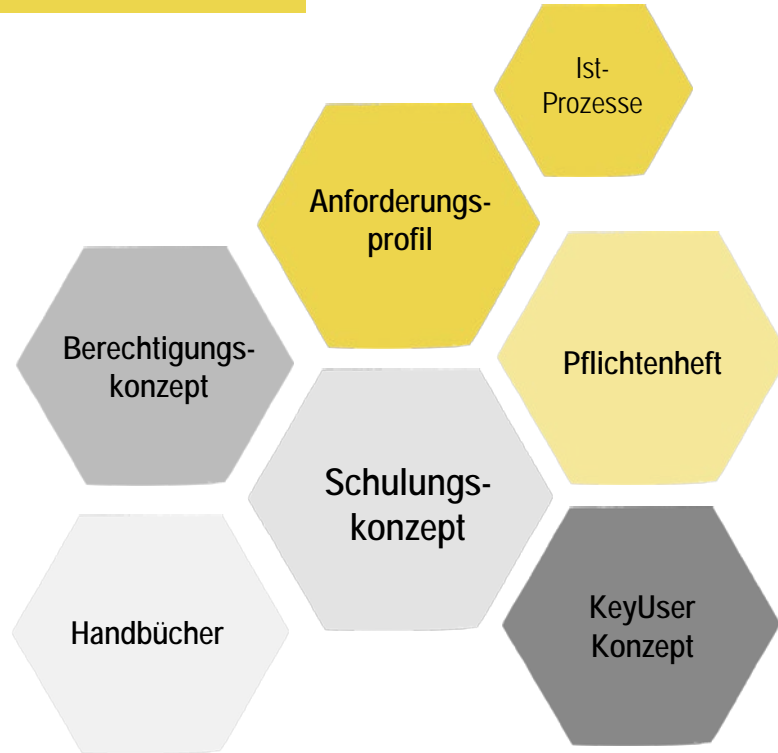 Ist-
Prozesse
Anforderungs-
profil
Berechtigungs-
konzept
Pflichtenheft
Schulungs-
konzept
Handbücher
KeyUser
Konzept